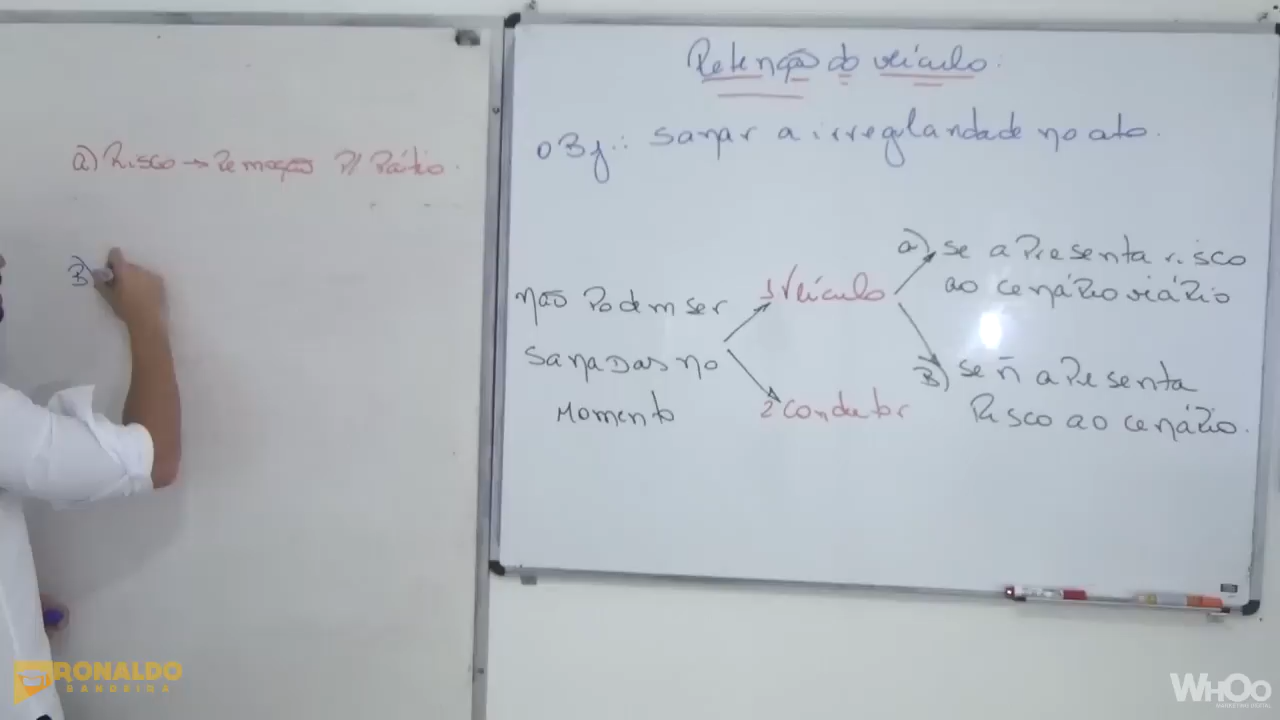 a) Risco → Remoção P/ Pátio.
B)
Retenção do veículo.
OBJ.: sanar a irregularidade no ato.
não Podem ser
sanadas no
Momento
1 Veículo
2 condutor
a) se aPresenta risco
ao cenário viário
B) se ñ aPresenta
Risco ao cenário.
RONALDO
BANDEIRA
WHOO
MARKETING DIGITAL